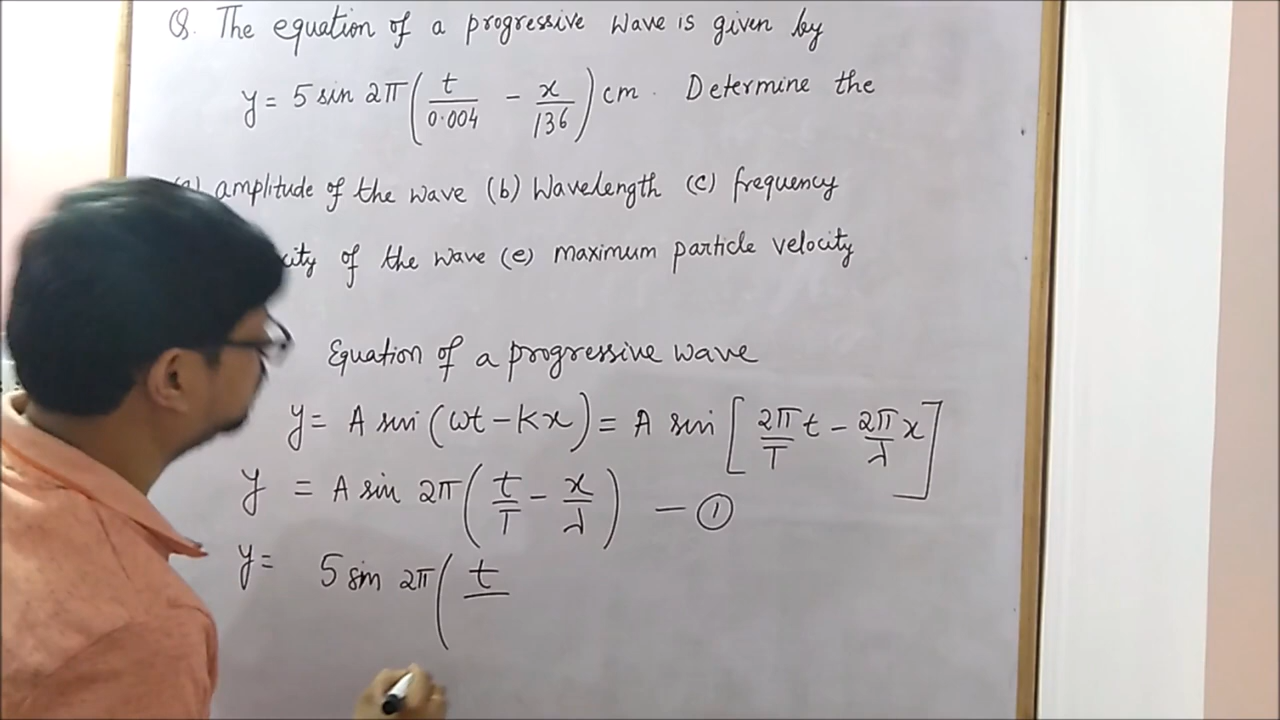 Q. The equation of a progressive wave is given by
y = 5 sin 2π ( t/0.004 - x/136 ) cm. Determine the
amplitude of the wave (b) Wavelength (c) frequency
of the wave (e) maximum particle velocity
Equation of a progressive wave
y = A sin (ωt - Kx) = A sin [ 2π/T t - 2π/λ x ]
y = A sin 2π ( t/T - x/λ ) - ①
y = 5 sin 2π ( t